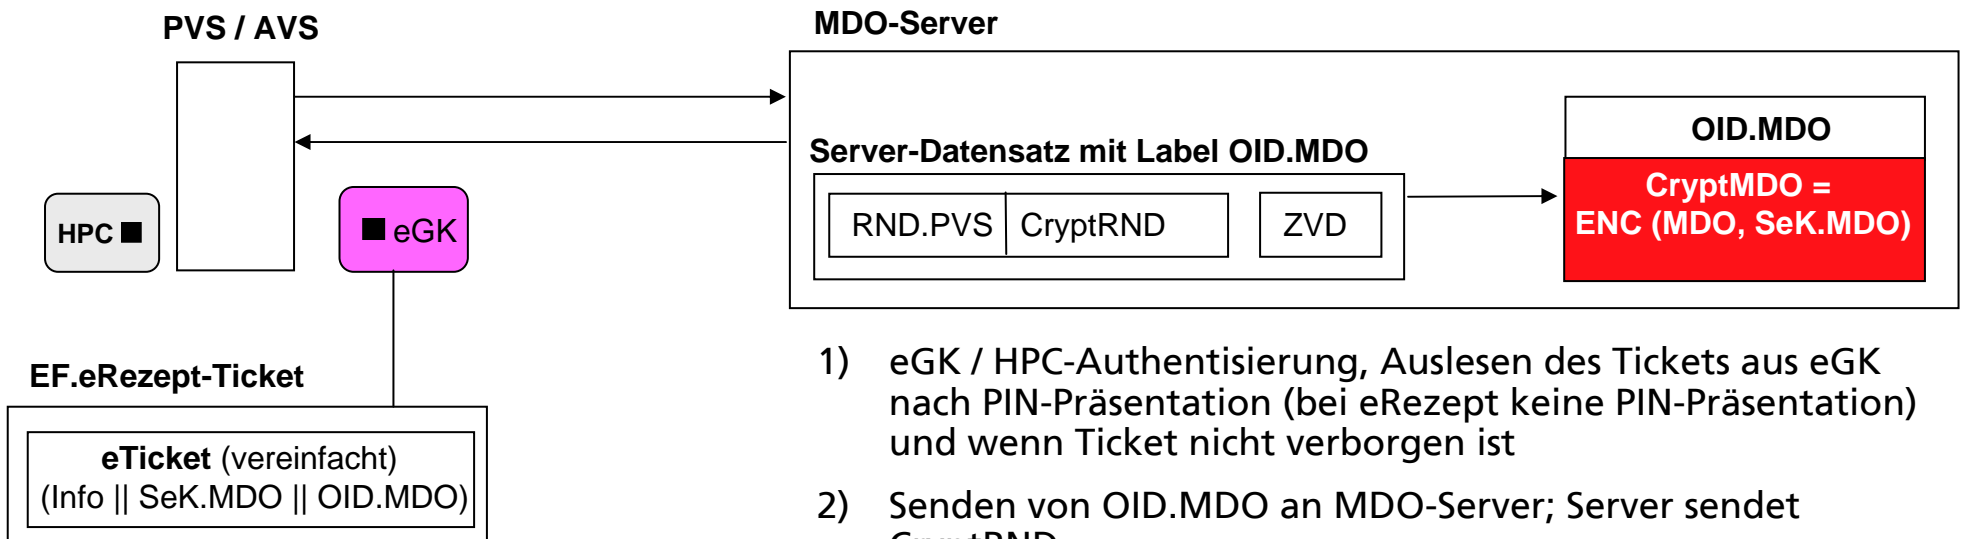 PVS / AVS
MDO-Server
OID.MDO
Server-Datensatz mit Label OID.MDO
CryptMDO =
ENC (MDO, SeK.MDO)
RND.PVS
CryptRND
ZVD
HPC
eGK
EF.eRezept-Ticket
eTicket (vereinfacht)
(Info || SeK.MDO || OID.MDO)
1) eGK / HPC-Authentisierung, Auslesen des Tickets aus eGK
nach PIN-Präsentation (bei eRezept keine PIN-Präsentation)
und wenn Ticket nicht verborgen ist
2) Senden von OID.MDO an MDO-Server; Server sendet